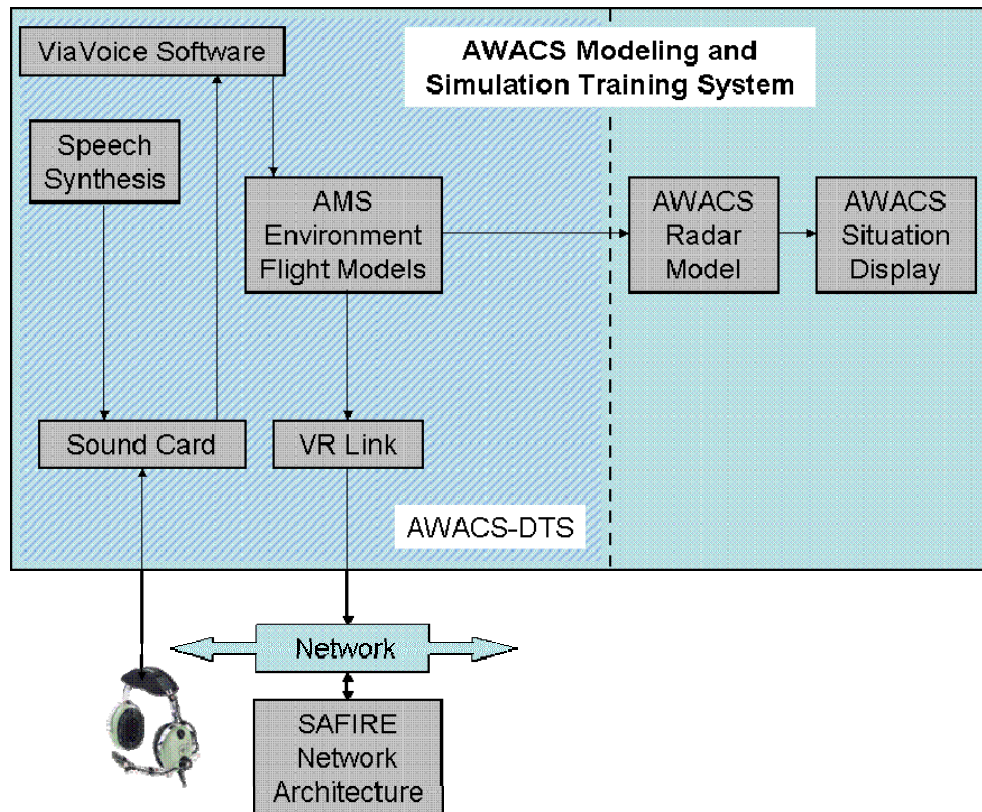 ViaVoice Software
AWACS Modeling and
Simulation Training System
Speech
Synthesis
AMS
Environment
Flight Models
AWACS
Radar
Model
AWACS
Situation
Display
Sound Card
VR Link
AWACS-DTS
Network
SAFIRE
Network
Architecture